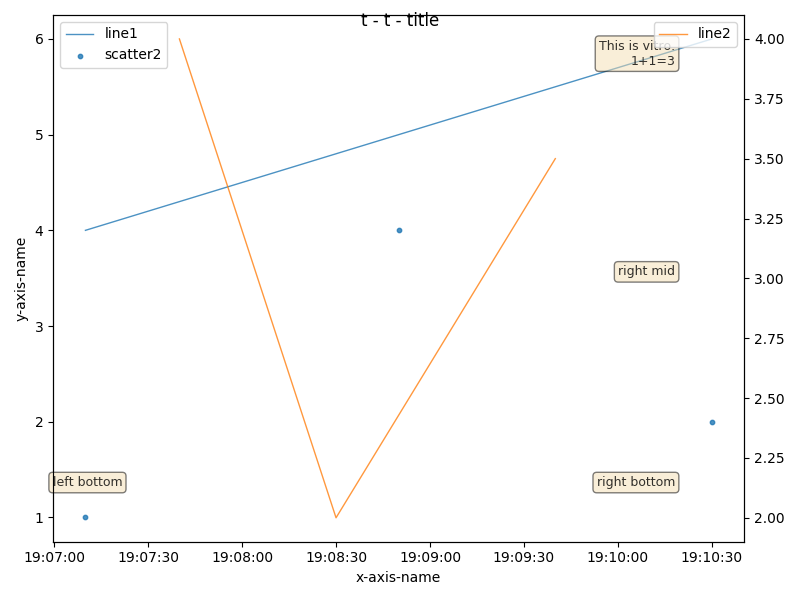 t - t - title
line1
scatter2
line2
This is vitro.
1+1=3
right mid
left bottom
right bottom
y-axis-name
6
5
4
3
2
1
4.00
3.75
3.50
3.25
3.00
2.75
2.50
2.25
2.00
19:07:00 19:07:30 19:08:00 19:08:30 19:09:00 19:09:30 19:10:00 19:10:30
x-axis-name